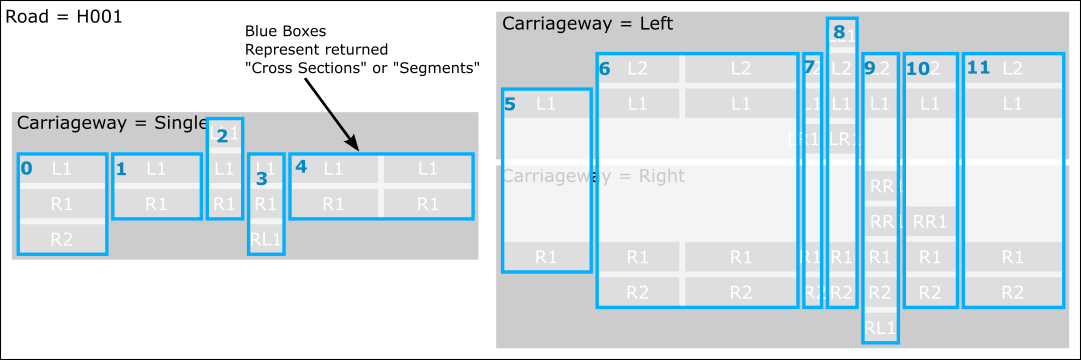 Road = H001
Blue Boxes
Represent returned
"Cross Sections" or "Segments"
Carriageway = Single
2
0 L1 1 L1 L1 L1 4 L1 L1
3
R1 R1 R1 R1 R1 R1
R2 RL1
Carriageway = Left
8
6 L2 L2 7 L2 9 L2 10 11 L2
5 L1 L1 L1 L1 L1 L1 L1 L1
LR1 LR1
Carriageway = Right
RR1
RR1 RR1
R1 R1 R1 R1 R1 R1 R1 R1
R2 R2 R2 R2 R2 R2 R2
RL1